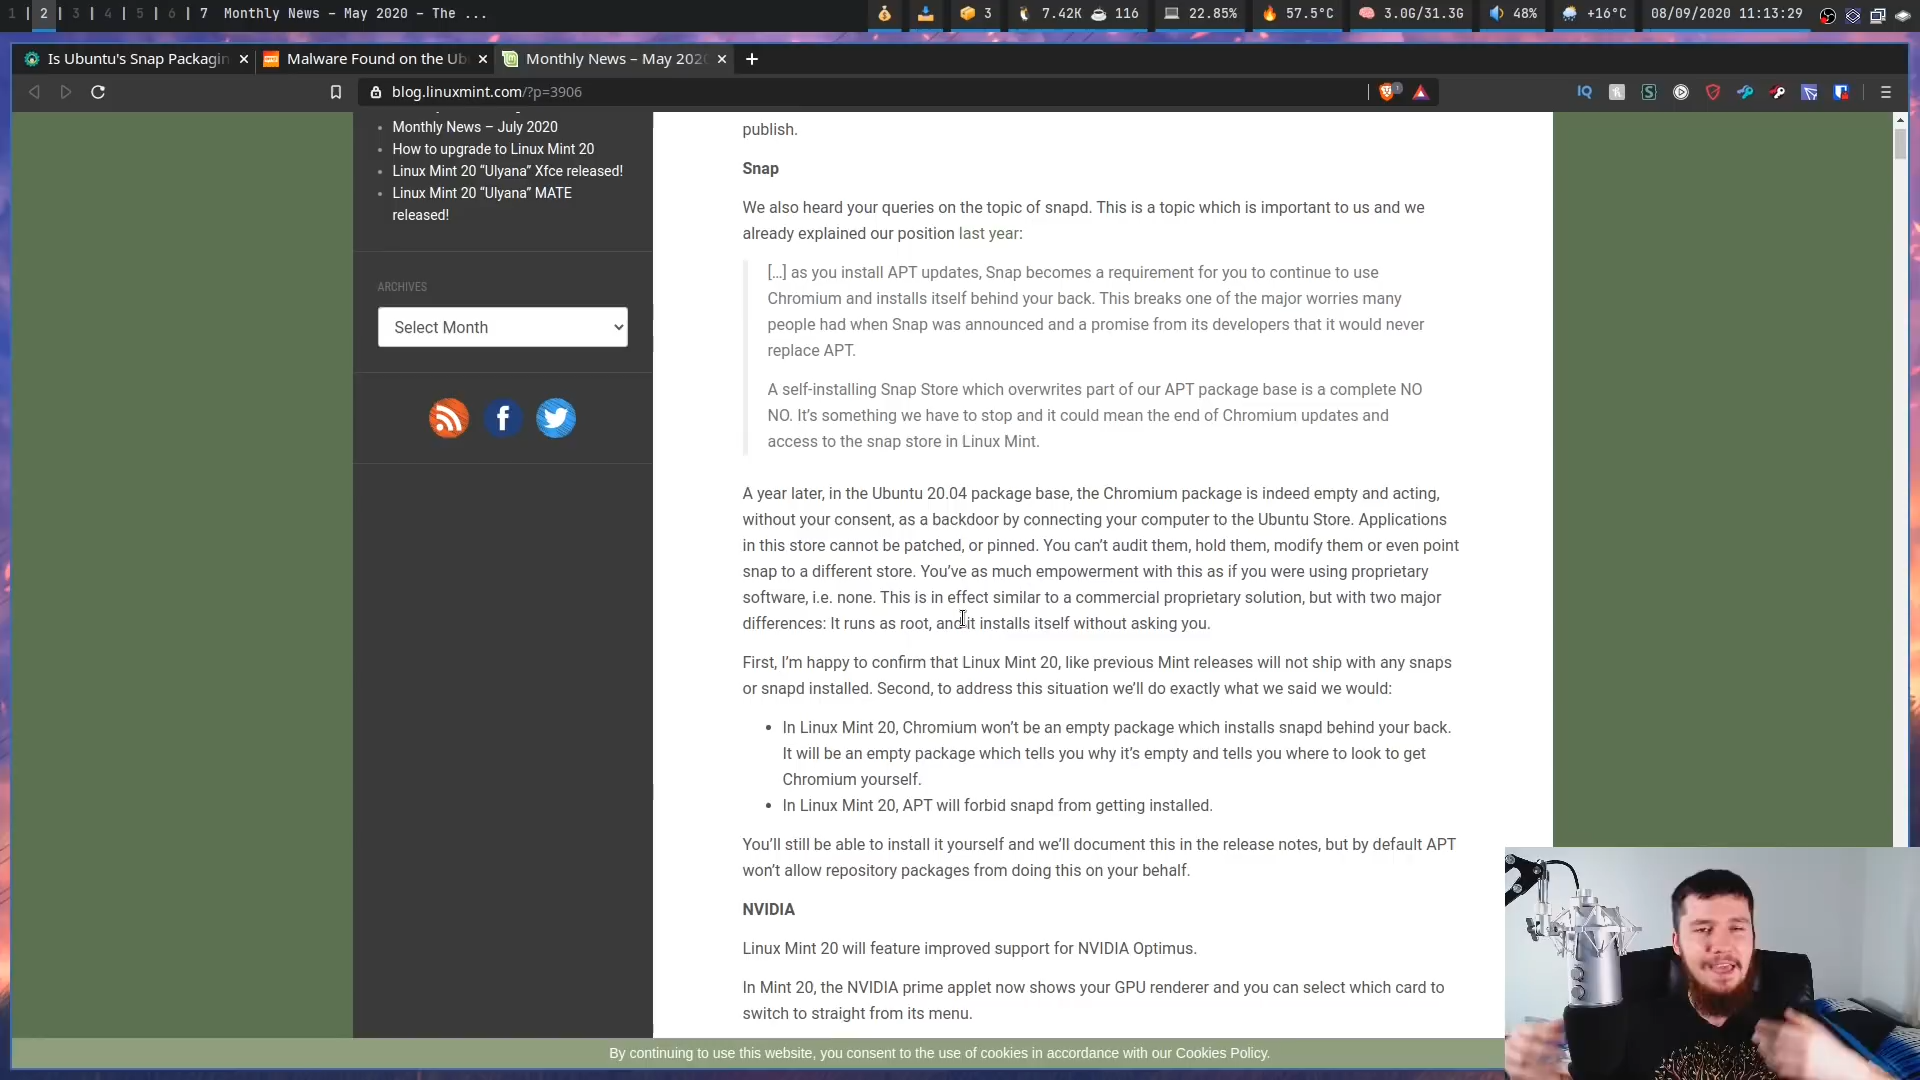 1 | 2 | 3 | 4 | 5 | 6 | 7 Monthly News – May 2020 – The ...
3 7.42K 116 22.85% 57.5°C 3.0G/31.3G 48% +16°C 08/09/2020 11:13:29
Is Ubuntu's Snap Packagin
Malware Found on the Ub
Monthly News – May 202
blog.linuxmint.com/?p=3906
Monthly News – July 2020
How to upgrade to Linux Mint 20
Linux Mint 20 “Ulyana” Xfce released!
Linux Mint 20 “Ulyana” MATE
released!
ARCHIVES
Select Month
publish.
Snap
We also heard your queries on the topic of snapd. This is a topic which is important to us and we
already explained our position last year:
[…] as you install APT updates, Snap becomes a requirement for you to continue to use
Chromium and installs itself behind your back. This breaks one of the major worries many
people had when Snap was announced and a promise from its developers that it would never
replace APT.
A self-installing Snap Store which overwrites part of our APT package base is a complete NO
NO. It’s something we have to stop and it could mean the end of Chromium updates and
access to the snap store in Linux Mint.
A year later, in the Ubuntu 20.04 package base, the Chromium package is indeed empty and acting,
without your consent, as a backdoor by connecting your computer to the Ubuntu Store. Applications
in this store cannot be patched, or pinned. You can’t audit them, hold them, modify them or even point
snap to a different store. You’ve as much empowerment with this as if you were using proprietary
software, i.e. none. This is in effect similar to a commercial proprietary solution, but with two major
differences: It runs as root, and it installs itself without asking you.
First, I’m happy to confirm that Linux Mint 20, like previous Mint releases will not ship with any snaps
or snapd installed. Second, to address this situation we’ll do exactly what we said we would:
• In Linux Mint 20, Chromium won’t be an empty package which installs snapd behind your back.
It will be an empty package which tells you why it’s empty and tells you where to look to get
Chromium yourself.
• In Linux Mint 20, APT will forbid snapd from getting installed.
You’ll still be able to install it yourself and we’ll document this in the release notes, but by default APT
won’t allow repository packages from doing this on your behalf.
NVIDIA
Linux Mint 20 will feature improved support for NVIDIA Optimus.
In Mint 20, the NVIDIA prime applet now shows your GPU renderer and you can select which card to
switch to straight from its menu.
By continuing to use this website, you consent to the use of cookies in accordance with our Cookies Policy.